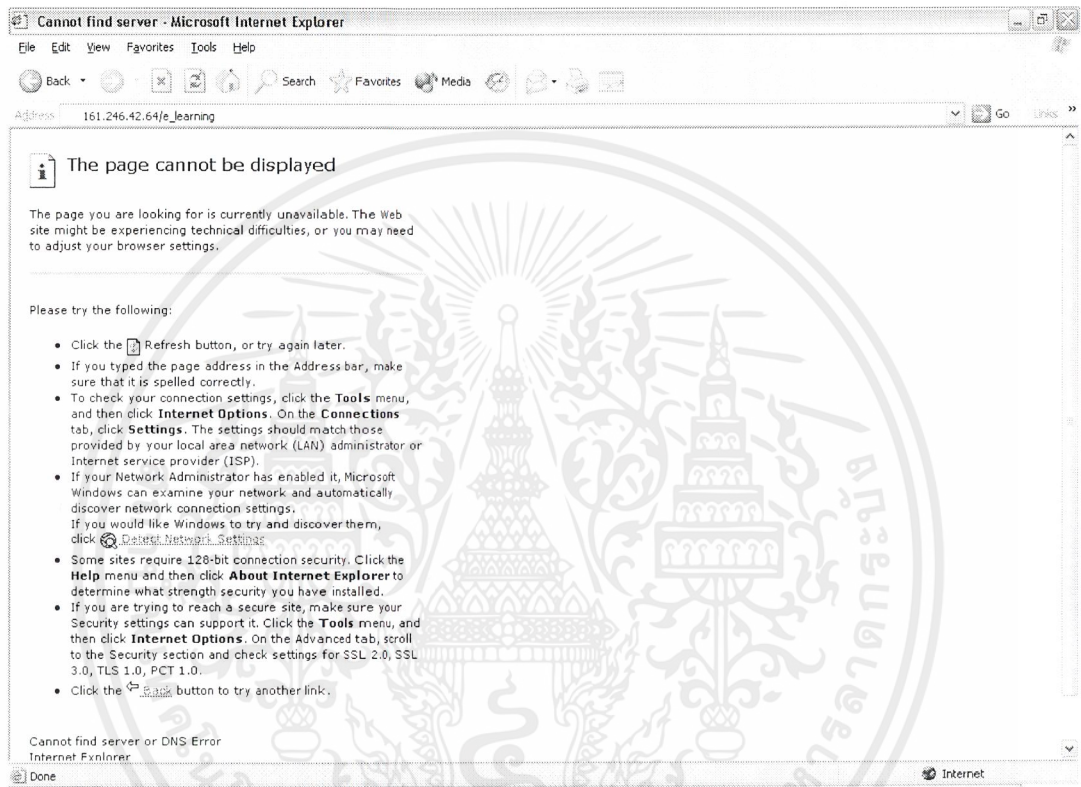 Cannot find server - Microsoft Internet Explorer
File Edit View Favorites Tools Help
Back Search Favorites Media
Address 161.246.42.64/e_learning Go Links »
The page cannot be displayed
The page you are looking for is currently unavailable. The Web
site might be experiencing technical difficulties, or you may need
to adjust your browser settings.
Please try the following:
• Click the Refresh button, or try again later.
• If you typed the page address in the Address bar, make
sure that it is spelled correctly.
• To check your connection settings, click the Tools menu,
and then click Internet Options. On the Connections
tab, click Settings. The settings should match those
provided by your local area network (LAN) administrator or
Internet service provider (ISP).
• If your Network Administrator has enabled it, Microsoft
Windows can examine your network and automatically
discover network connection settings.
If you would like Windows to try and discover them,
click Detect Network Settings
• Some sites require 128-bit connection security. Click the
Help menu and then click About Internet Explorer to
determine what strength security you have installed.
• If you are trying to reach a secure site, make sure your
Security settings can support it. Click the Tools menu, and
then click Internet Options. On the Advanced tab, scroll
to the Security section and check settings for SSL 2.0, SSL
3.0, TLS 1.0, PCT 1.0.
• Click the Back button to try another link.
Cannot find server or DNS Error
Internet Explorer
Done Internet